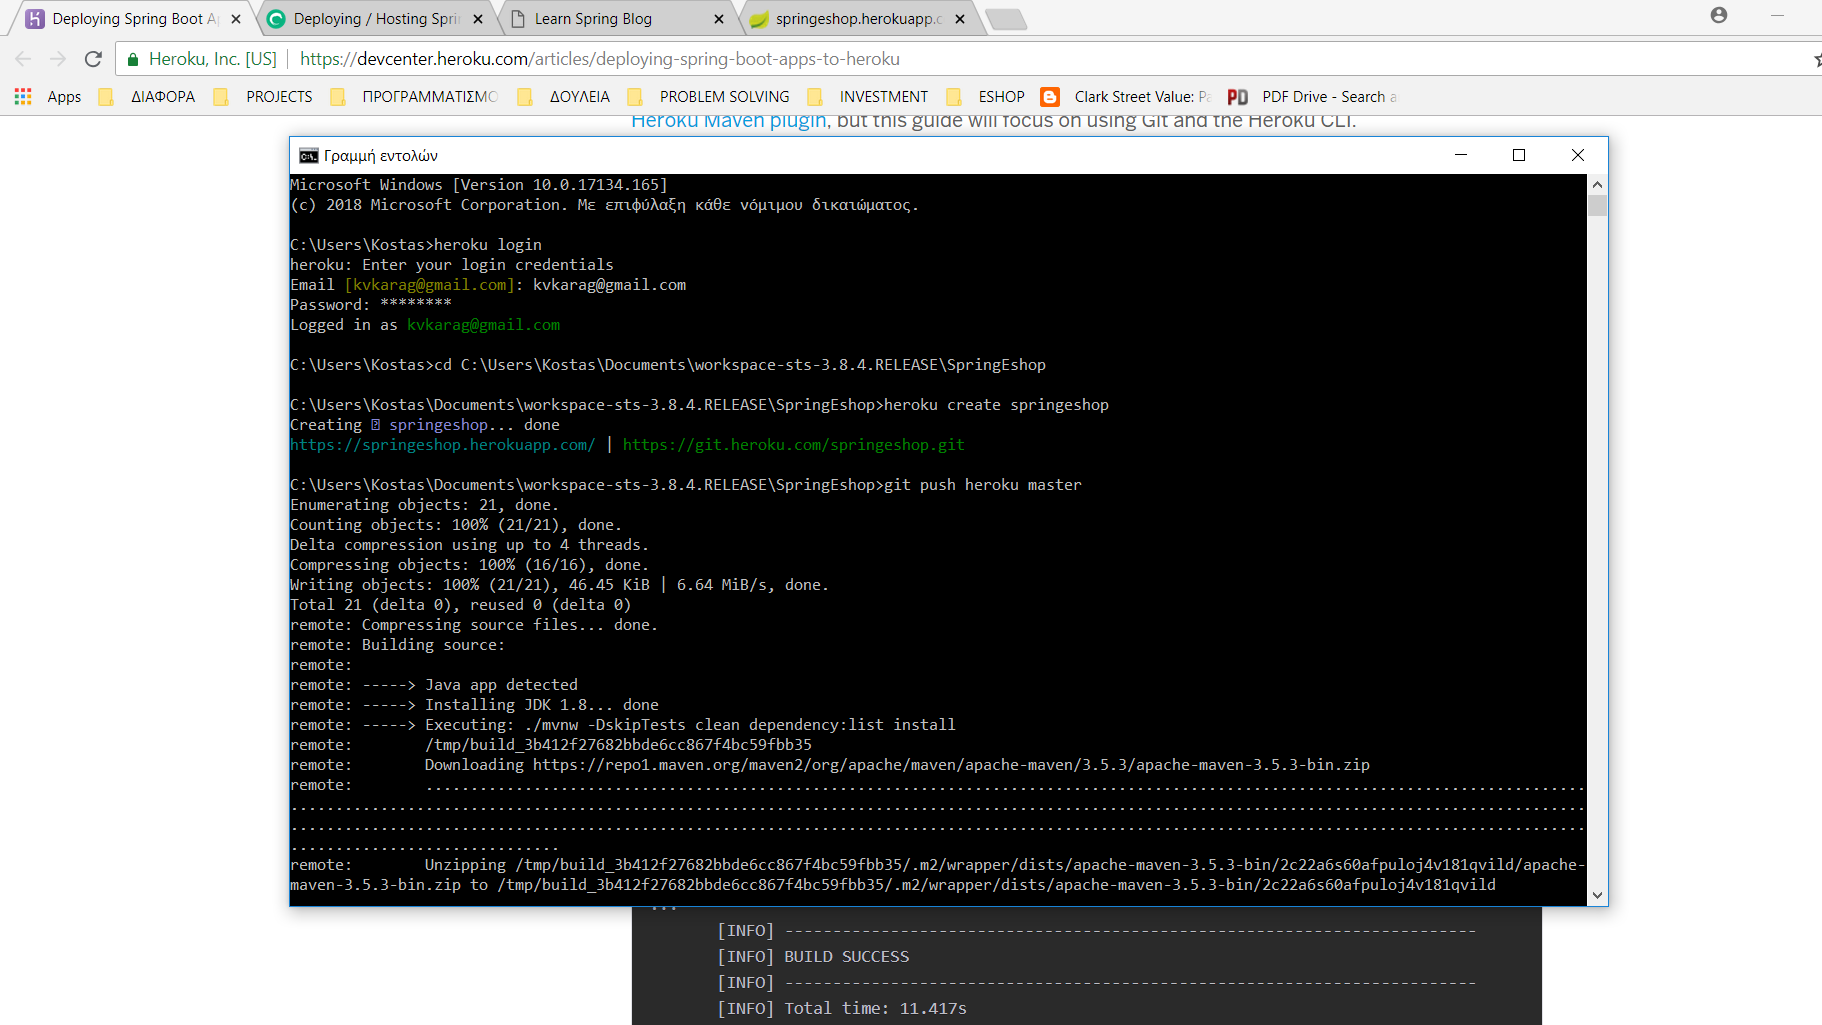 Deploying Spring Boot A
Deploying / Hosting Spri
Learn Spring Blog
springeshop.herokuapp.c
Heroku, Inc. [US] https://devcenter.heroku.com/articles/deploying-spring-boot-apps-to-heroku
Apps ΔΙΑΦΟΡΑ PROJECTS ΠΡΟΓΡΑΜΜΑΤΙΣΜΟ ΔΟΥΛΕΙΑ PROBLEM SOLVING INVESTMENT ESHOP Clark Street Value: Pa PDF Drive - Search a
Heroku Maven plugin, but this guide will focus on using Git and the Heroku CLI.
Γραμμή εντολών
Microsoft Windows [Version 10.0.17134.165]
(c) 2018 Microsoft Corporation. Με επιφύλαξη κάθε νόμιμου δικαιώματος.
C:\Users\Kostas>heroku login
heroku: Enter your login credentials
Email [kvkarag@gmail.com]: kvkarag@gmail.com
Password: ********
Logged in as kvkarag@gmail.com
C:\Users\Kostas>cd C:\Users\Kostas\Documents\workspace-sts-3.8.4.RELEASE\SpringEshop
C:\Users\Kostas\Documents\workspace-sts-3.8.4.RELEASE\SpringEshop>heroku create springeshop
Creating ⍰ springeshop... done
https://springeshop.herokuapp.com/ | https://git.heroku.com/springeshop.git
C:\Users\Kostas\Documents\workspace-sts-3.8.4.RELEASE\SpringEshop>git push heroku master
Enumerating objects: 21, done.
Counting objects: 100% (21/21), done.
Delta compression using up to 4 threads.
Compressing objects: 100% (16/16), done.
Writing objects: 100% (21/21), 46.45 KiB | 6.64 MiB/s, done.
Total 21 (delta 0), reused 0 (delta 0)
remote: Compressing source files... done.
remote: Building source:
remote:
remote: -----> Java app detected
remote: -----> Installing JDK 1.8... done
remote: -----> Executing: ./mvnw -DskipTests clean dependency:list install
remote:        /tmp/build_3b412f27682bbde6cc867f4bc59fbb35
remote:        Downloading https://repo1.maven.org/maven2/org/apache/maven/apache-maven/3.5.3/apache-maven-3.5.3-bin.zip
remote:        .................................................................................................................................
................................................................................................................................................
................................................................................................................................................
..............................
remote:        Unzipping /tmp/build_3b412f27682bbde6cc867f4bc59fbb35/.m2/wrapper/dists/apache-maven-3.5.3-bin/2c22a6s60afpuloj4v181qvild/apache-
maven-3.5.3-bin.zip to /tmp/build_3b412f27682bbde6cc867f4bc59fbb35/.m2/wrapper/dists/apache-maven-3.5.3-bin/2c22a6s60afpuloj4v181qvild
...
[INFO] ------------------------------------------------------------------------
[INFO] BUILD SUCCESS
[INFO] ------------------------------------------------------------------------
[INFO] Total time: 11.417s